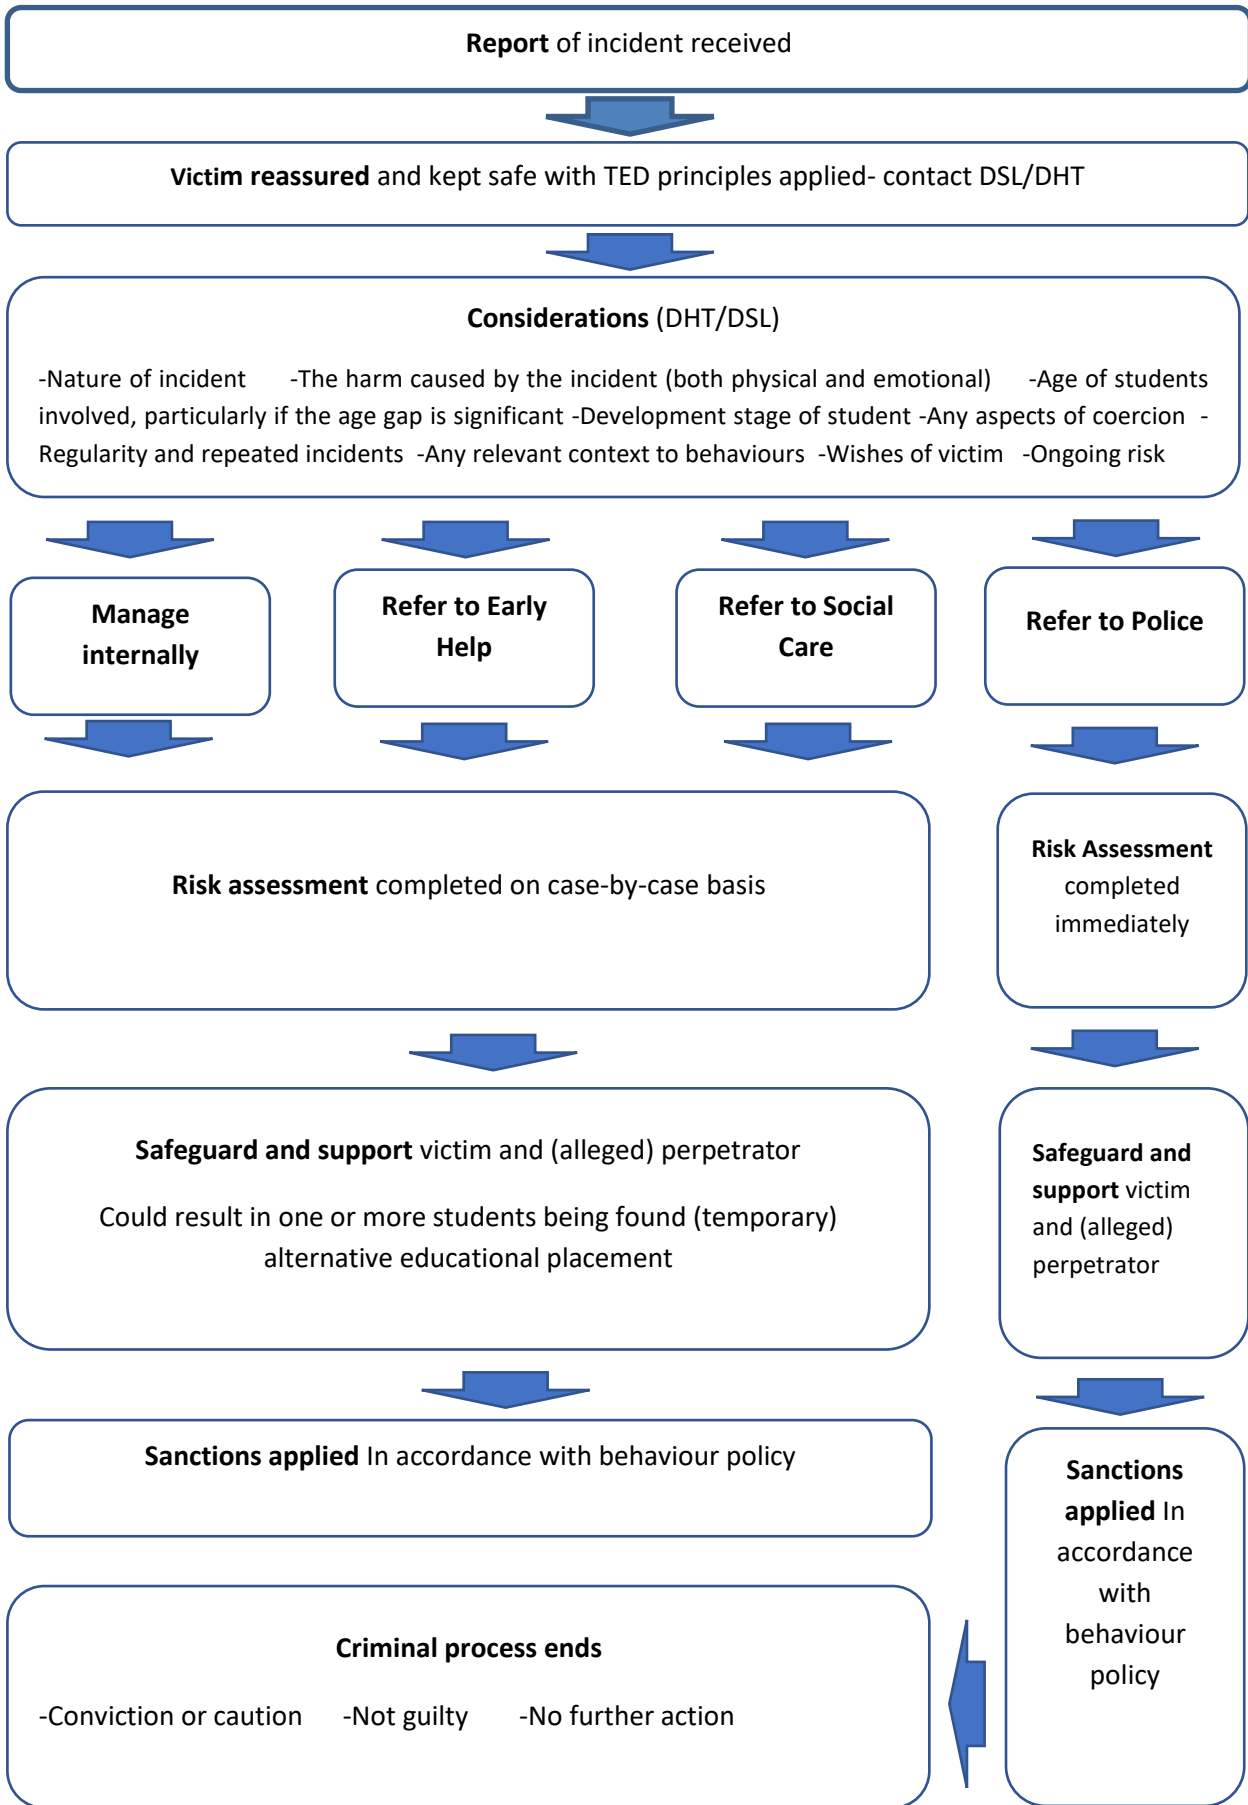 Report of incident received
Victim reassured and kept safe with TED principles applied- contact DSL/DHT
Considerations (DHT/DSL)
-Nature of incident -The harm caused by the incident (both physical and emotional) -Age of students
involved, particularly if the age gap is significant -Development stage of student -Any aspects of coercion -
Regularity and repeated incidents -Any relevant context to behaviours -Wishes of victim -Ongoing risk
Manage
internally
Refer to Early
Help
Refer to Social
Care
Refer to Police
Risk assessment completed on case-by-case basis
Risk Assessment
completed
immediately
Safeguard and support victim and (alleged) perpetrator
Could result in one or more students being found (temporary)
alternative educational placement
Safeguard and
support victim
and (alleged)
perpetrator
Sanctions applied In accordance with behaviour policy
Sanctions
applied In
accordance
with
behaviour
policy
Criminal process ends
-Conviction or caution -Not guilty -No further action